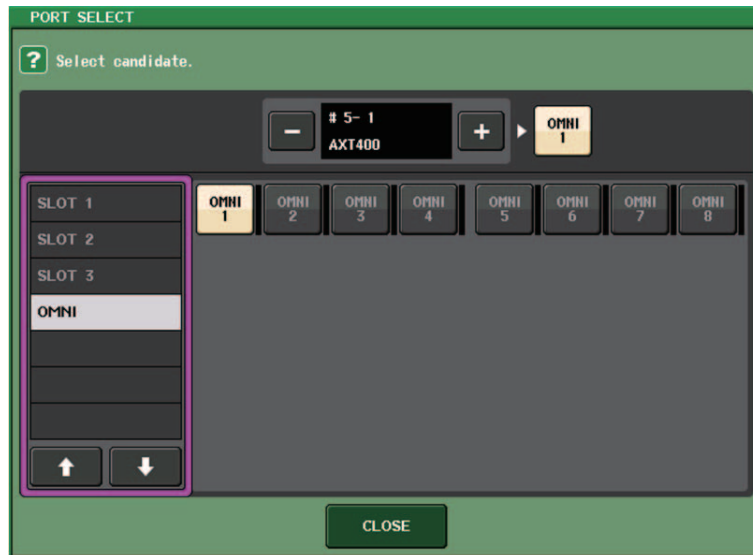 PORT SELECT
? Select candidate.
# 5- 1
AXT400
−
+
OMNI
1
SLOT 1
SLOT 2
SLOT 3
OMNI
OMNI
1
OMNI
2
OMNI
3
OMNI
4
OMNI
5
OMNI
6
OMNI
7
OMNI
8
CLOSE